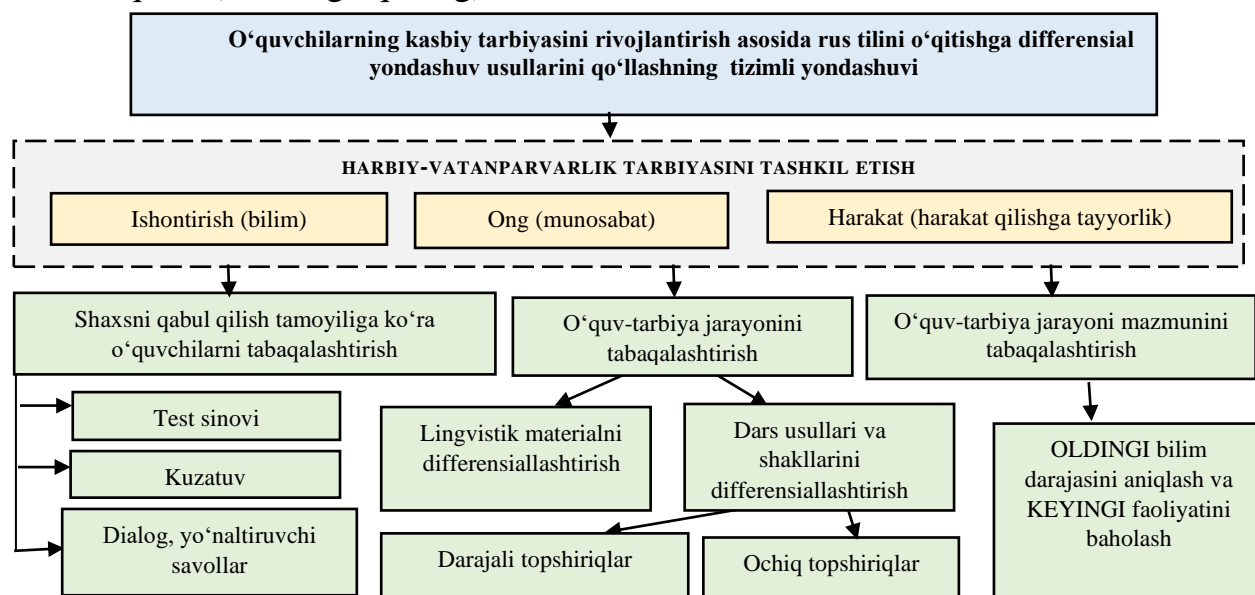 O‘quvchilarning kasbiy tarbiyasini rivojlantirish asosida rus tilini o‘qitishga differensial
yondashuv usullarini qo‘llashning tizimli yondashuvi
HARBIY-VATANPARVARLIK TARBIYASINI TASHKIL ETISH
Ishontirish (bilim)
Ong (munosabat)
Harakat (harakat qilishga tayyorlik)
Shaxsni qabul qilish tamoyiliga ko‘ra
o‘quvchilarni tabaqalashtirish
O‘quv-tarbiya jarayonini
tabaqalashtirish
O‘quv-tarbiya jarayoni mazmunini
tabaqalashtirish
Test sinovi
Kuzatuv
Dialog, yo‘naltiruvchi
savollar
Lingvistik materialni
differensiallashtirish
Dars usullari va
shakllarini
differensiallashtirish
Darajali topshiriqlar
Ochiq topshiriqlar
OLDINGI bilim
darajasini aniqlash va
KEYINGI faoliyatini
baholash